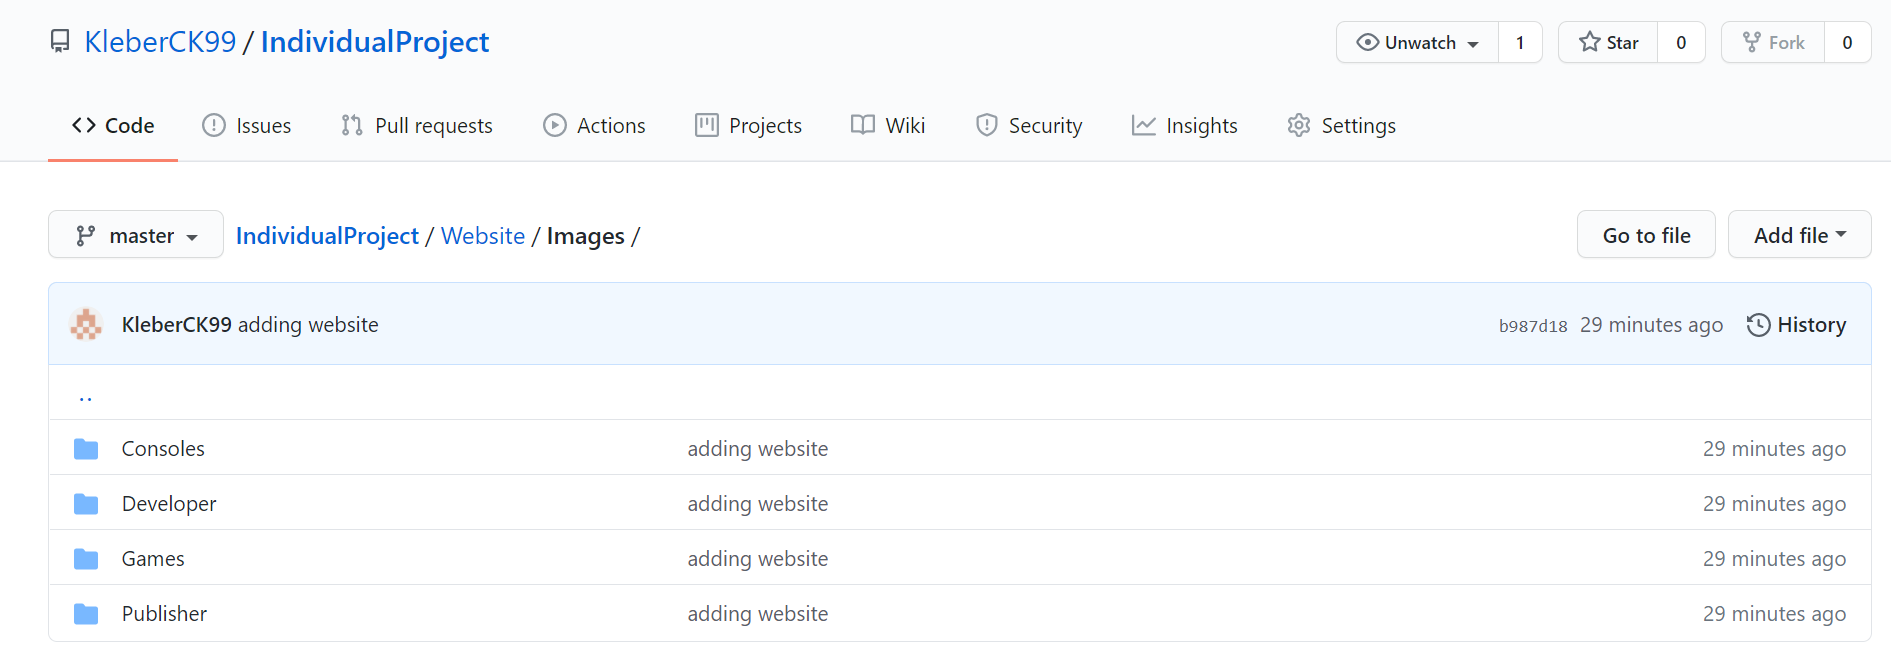 KleberCK99 / IndividualProject
Unwatch 1 Star 0 Fork 0
Code Issues Pull requests Actions Projects Wiki Security Insights Settings
master IndividualProject / Website / Images / Go to file Add file
KleberCK99 adding website b987d18 29 minutes ago History
..
Consoles adding website 29 minutes ago
Developer adding website 29 minutes ago
Games adding website 29 minutes ago
Publisher adding website 29 minutes ago